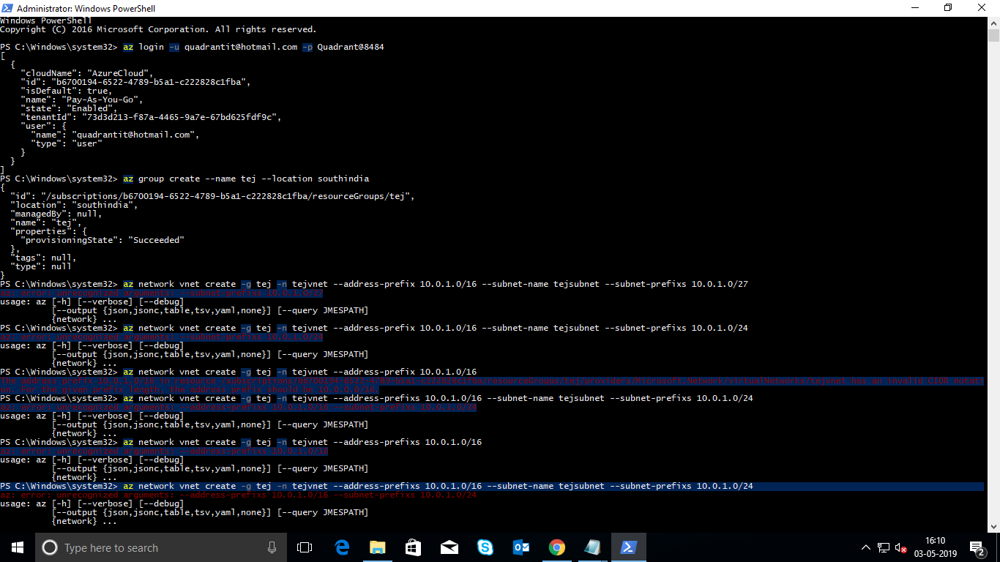 Administrator: Windows PowerShell
Windows PowerShell
Copyright (C) 2016 Microsoft Corporation. All rights reserved.
PS C:\Windows\system32> az login -u quadrantit@hotmail.com -p Quadrant@8484
[
  {
    "cloudName": "AzureCloud",
    "id": "b6700194-6522-4789-b5a1-c222828c1fba",
    "isDefault": true,
    "name": "Pay-As-You-Go",
    "state": "Enabled",
    "tenantId": "73d3d213-f87a-4465-9a7e-67bd625fdf9c",
    "user": {
      "name": "quadrantit@hotmail.com",
      "type": "user"
    }
  }
]
PS C:\Windows\system32> az group create --name tej --location southindia
{
  "id": "/subscriptions/b6700194-6522-4789-b5a1-c222828c1fba/resourceGroups/tej",
  "location": "southindia",
  "managedBy": null,
  "name": "tej",
  "properties": {
    "provisioningState": "Succeeded"
  },
  "tags": null,
  "type": null
}
PS C:\Windows\system32> az network vnet create -g tej -n tejvnet --address-prefix 10.0.1.0/16 --subnet-name tejsubnet --subnet-prefixs 10.0.1.0/27
az: error: unrecognized arguments: --subnet-prefixs 10.0.1.0/27
usage: az [-h] [--verbose] [--debug]
          [--output {json,jsonc,table,tsv,yaml,none}] [--query JMESPATH]
          {network} ...
PS C:\Windows\system32> az network vnet create -g tej -n tejvnet --address-prefix 10.0.1.0/16 --subnet-name tejsubnet --subnet-prefixs 10.0.1.0/24
az: error: unrecognized arguments: --subnet-prefixs 10.0.1.0/24
usage: az [-h] [--verbose] [--debug]
          [--output {json,jsonc,table,tsv,yaml,none}] [--query JMESPATH]
          {network} ...
PS C:\Windows\system32> az network vnet create -g tej -n tejvnet --address-prefix 10.0.1.0/16
The address prefix 10.0.1.0/16 in resource /subscriptions/b6700194-6522-4789-b5a1-c222828c1fba/resourceGroups/tej/providers/Microsoft.Network/virtualNetworks/tejvnet has an invalid CIDR notati
on. For the given prefix length, the address prefix should be 10.0.0.0/16.
PS C:\Windows\system32> az network vnet create -g tej -n tejvnet --address-prefixs 10.0.1.0/16 --subnet-name tejsubnet --subnet-prefixs 10.0.1.0/24
az: error: unrecognized arguments: --address-prefixs 10.0.1.0/16 --subnet-prefixs 10.0.1.0/24
usage: az [-h] [--verbose] [--debug]
          [--output {json,jsonc,table,tsv,yaml,none}] [--query JMESPATH]
          {network} ...
PS C:\Windows\system32> az network vnet create -g tej -n tejvnet --address-prefixs 10.0.1.0/16
az: error: unrecognized arguments: --address-prefixs 10.0.1.0/16
usage: az [-h] [--verbose] [--debug]
          [--output {json,jsonc,table,tsv,yaml,none}] [--query JMESPATH]
          {network} ...
PS C:\Windows\system32> az network vnet create -g tej -n tejvnet --address-prefixs 10.0.1.0/16 --subnet-name tejsubnet --subnet-prefixs 10.0.1.0/24
az: error: unrecognized arguments: --address-prefixs 10.0.1.0/16 --subnet-prefixs 10.0.1.0/24
usage: az [-h] [--verbose] [--debug]
          [--output {json,jsonc,table,tsv,yaml,none}] [--query JMESPATH]
          {network} ...
Type here to search
16:10
03-05-2019
2